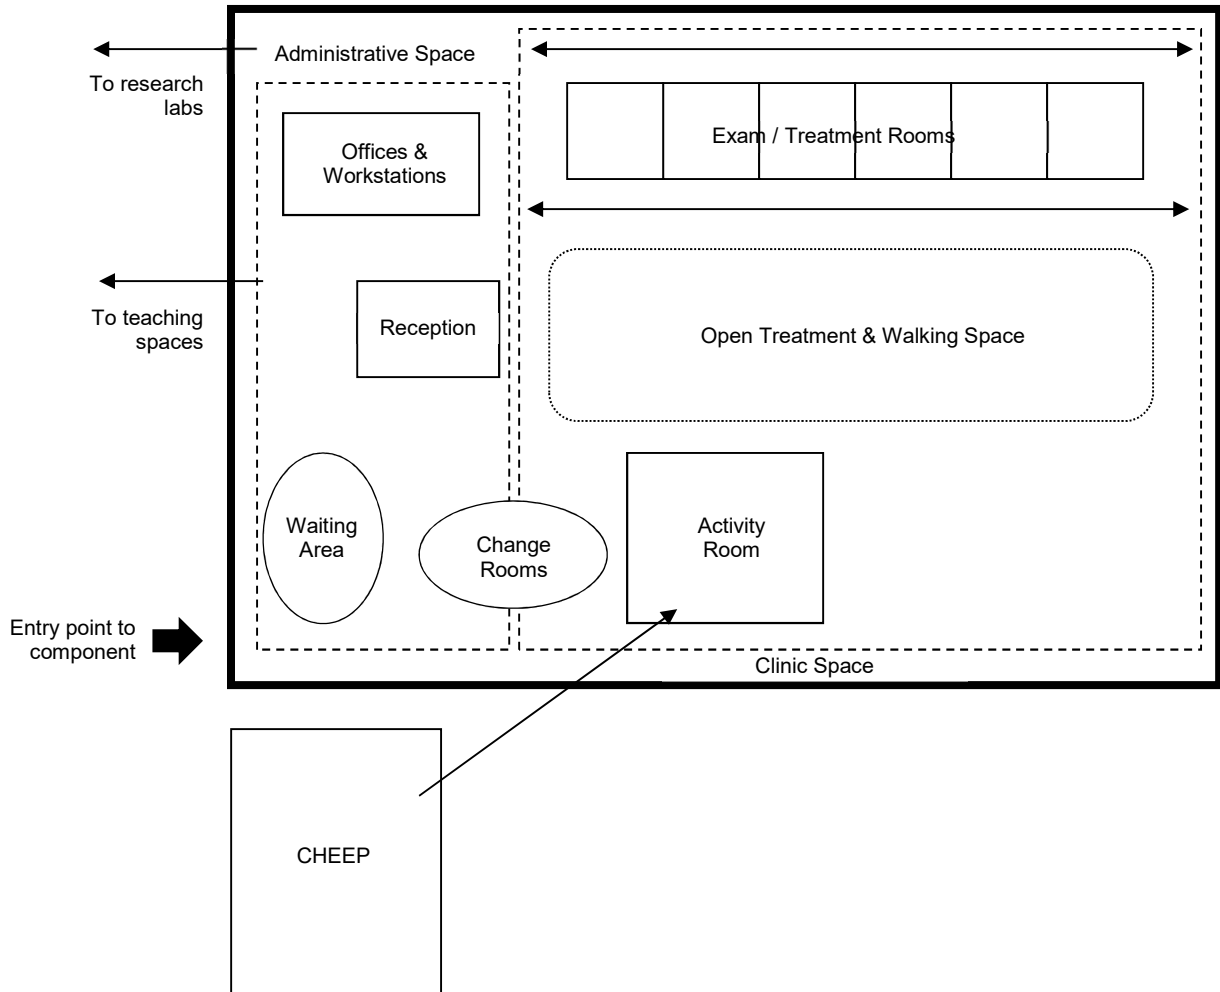 Administrative Space
To research
labs
Offices &
Workstations
Exam / Treatment Rooms
To teaching
spaces
Reception
Open Treatment & Walking Space
Waiting
Area
Change
Rooms
Activity
Room
Entry point to
component
Clinic Space
CHEEP